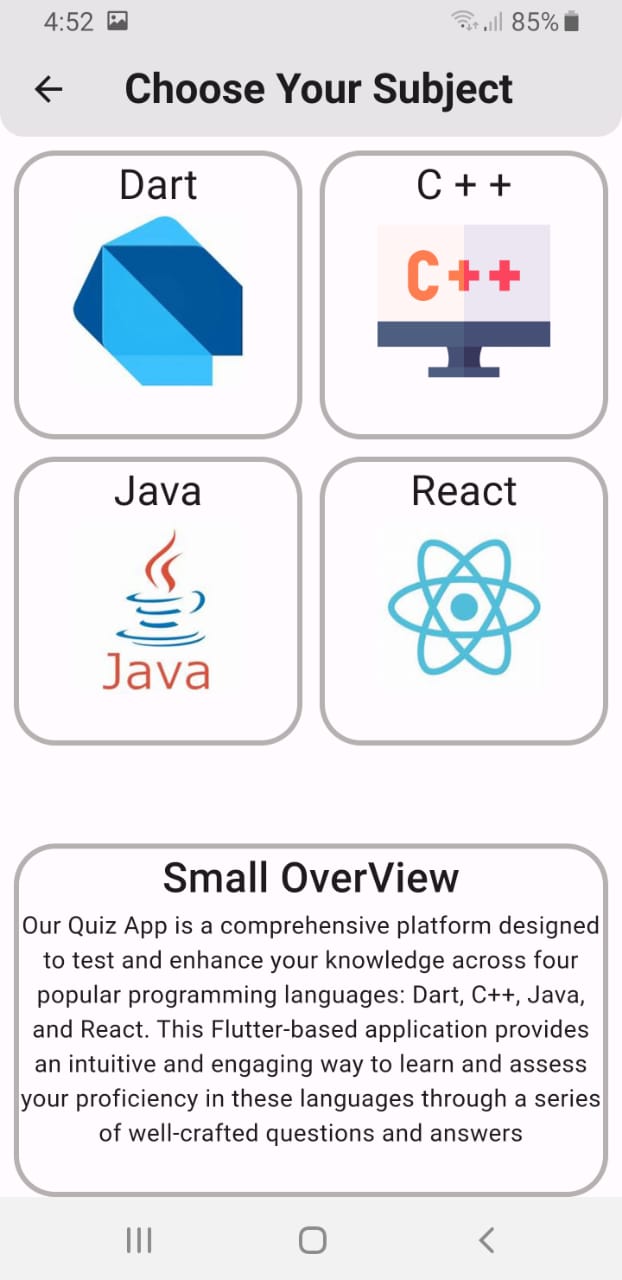 4:52
85%
Choose Your Subject
Dart
C + +
C++
Java
React
Java
Small OverView
Our Quiz App is a comprehensive platform designed
to test and enhance your knowledge across four
popular programming languages: Dart, C++, Java,
and React. This Flutter-based application provides
an intuitive and engaging way to learn and assess
your proficiency in these languages through a series
of well-crafted questions and answers